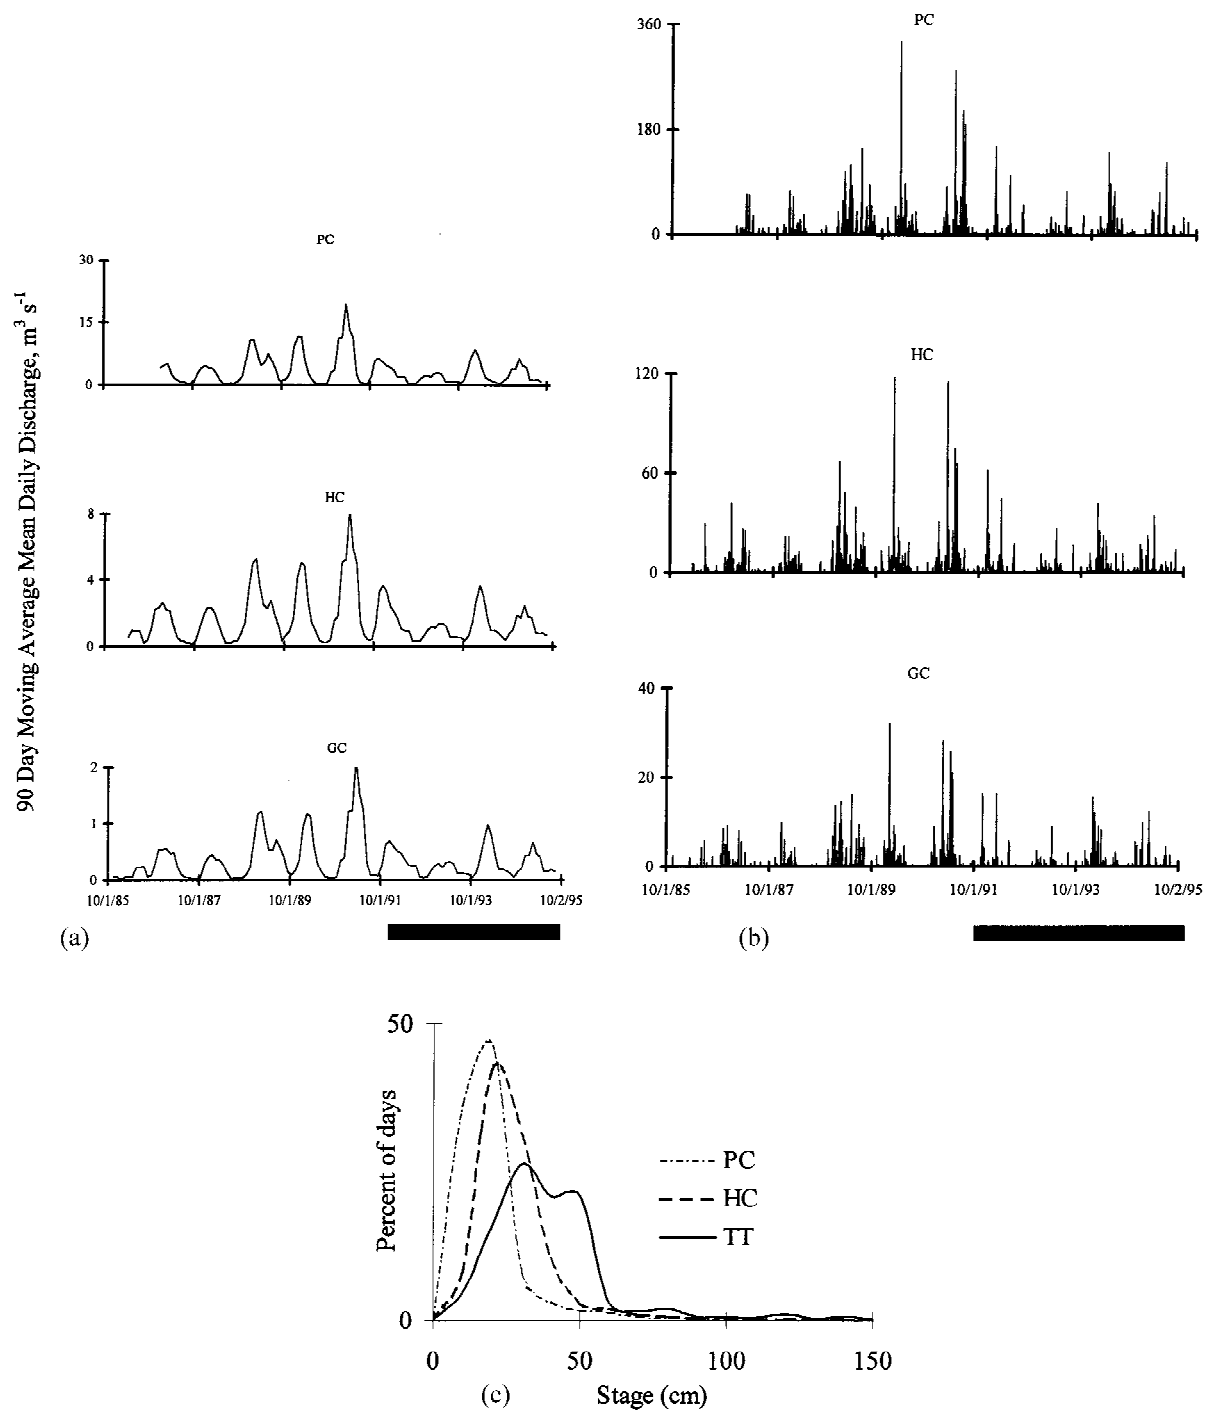 PC
30
15
0
HC
8
4
0
GC
2
1
0
10/1/85 10/1/87 10/1/89 10/1/91 10/1/93 10/2/95
90 Day Moving Average Mean Daily Discharge, m³ s⁻¹
(a)
PC
360
180
0
HC
120
60
0
GC
40
20
0
10/1/85 10/1/87 10/1/89 10/1/91 10/1/93 10/2/95
(b)
50
0
Percent of days
PC
HC
TT
0 50 100 150
(c) Stage (cm)